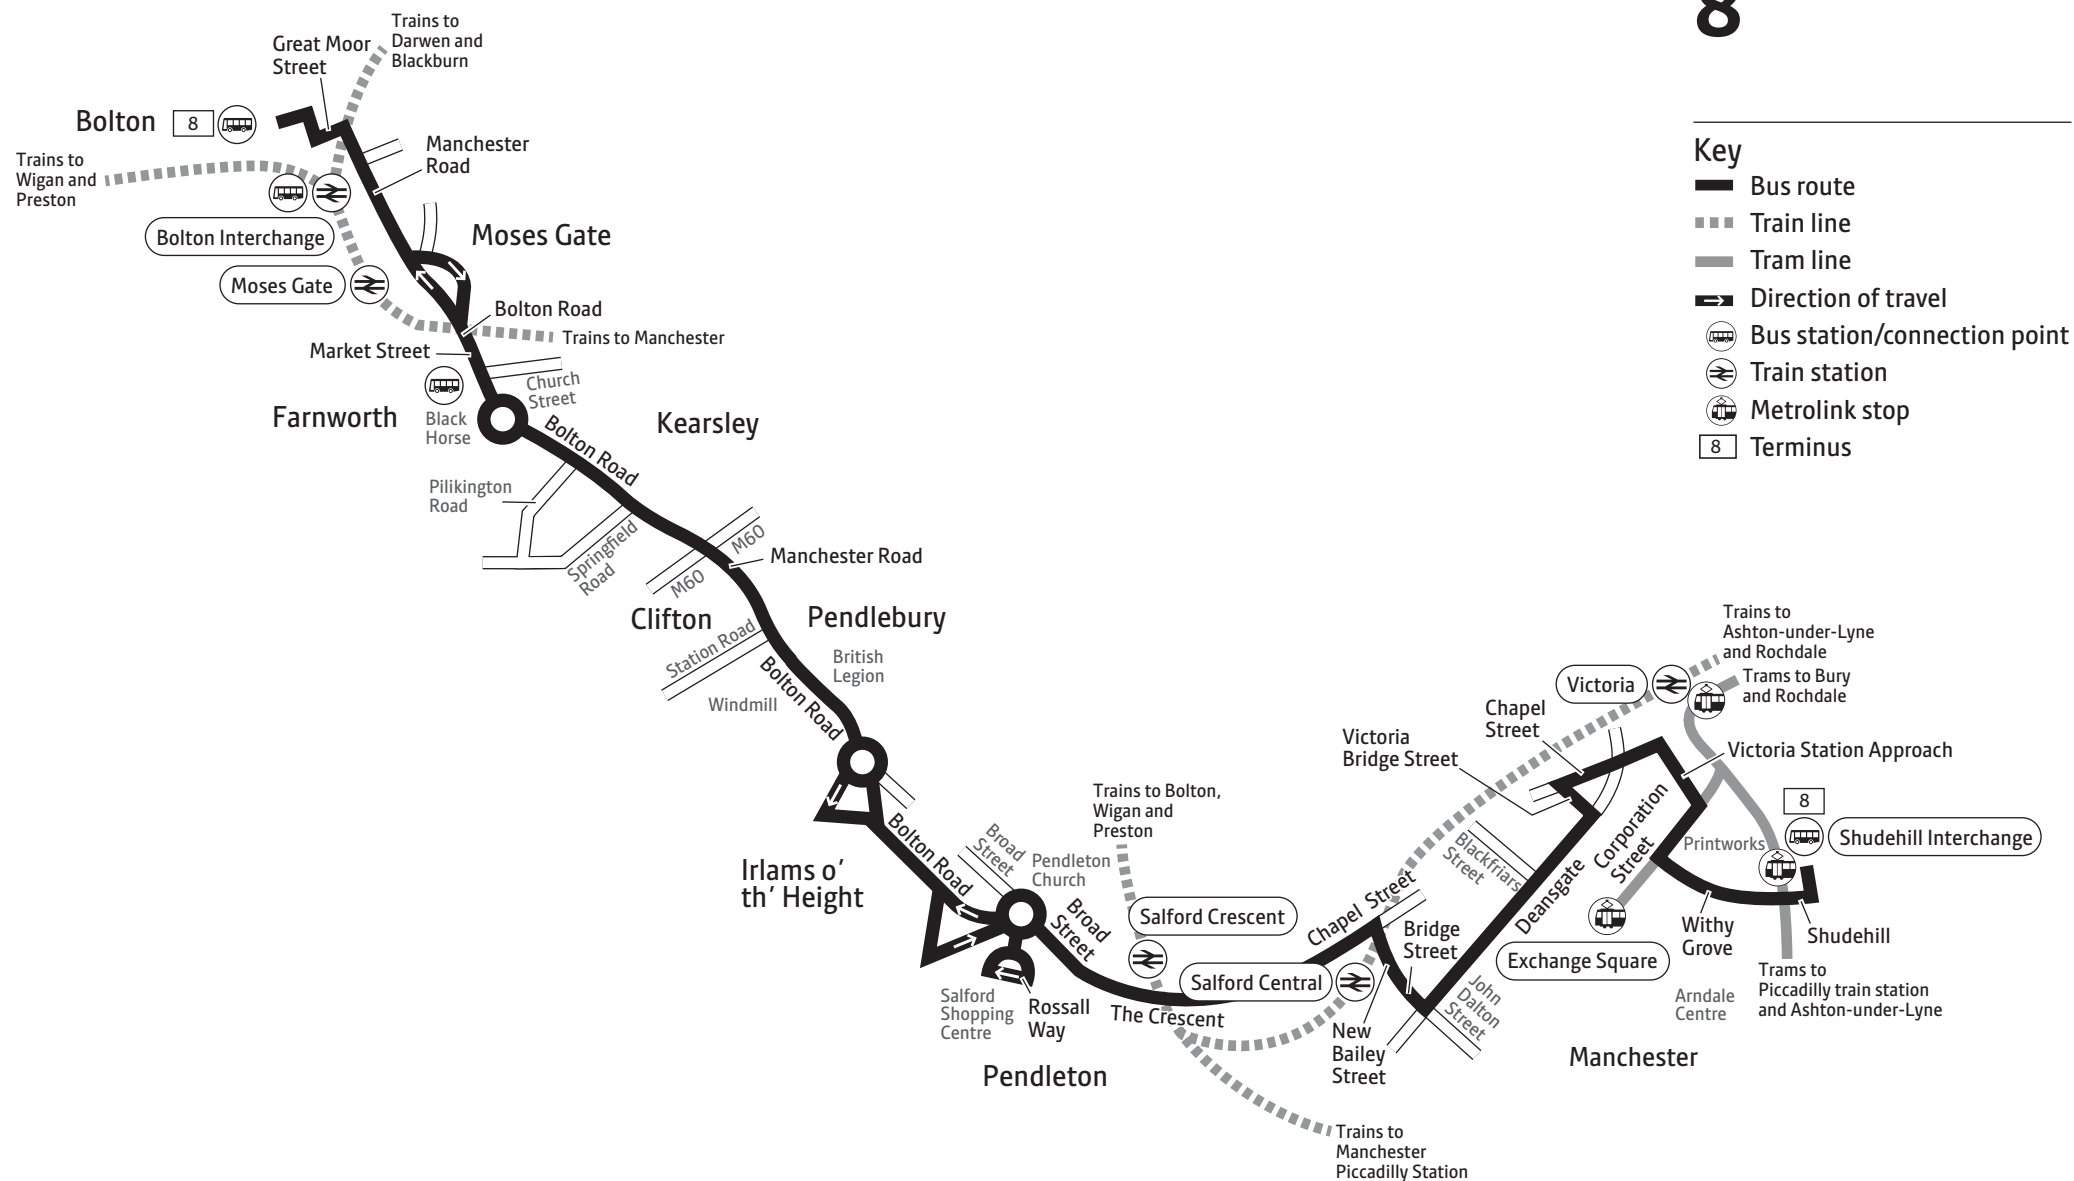 8
Trains to
Darwen and
Blackburn
Great Moor
Street
Bolton
8
Manchester
Road
Trains to
Wigan and
Preston
Bolton Interchange
Moses Gate
Moses Gate
Bolton Road
Trains to Manchester
Market Street
Church
Street
Farnworth
Black
Horse
Kearsley
Bolton Road
Pilikington
Road
Springfield
Road
M60
M60
Manchester Road
Clifton
Pendlebury
Station Road
British
Legion
Windmill
Bolton Road
Irlams o'
th' Height
Bolton Road
Broad
Street
Pendleton
Church
Broad
Street
Salford
Shopping
Centre
Rossall
Way
Pendleton
Trains to Bolton,
Wigan and
Preston
Salford Crescent
The Crescent
Salford Central
Chapel Street
Bridge
Street
New
Bailey
Street
John
Dalton
Street
Trains to
Manchester
Piccadilly Station
Blackfriars
Street
Deansgate
Victoria
Bridge Street
Chapel
Street
Victoria
Trains to
Ashton-under-Lyne
and Rochdale
Trams to Bury
and Rochdale
Victoria Station Approach
Corporation
Street
Printworks
8
Shudehill Interchange
Exchange Square
Withy
Grove
Shudehill
Arndale
Centre
Trams to
Piccadilly train station
and Ashton-under-Lyne
Manchester
Key
Bus route
Train line
Tram line
Direction of travel
Bus station/connection point
Train station
Metrolink stop
8 Terminus